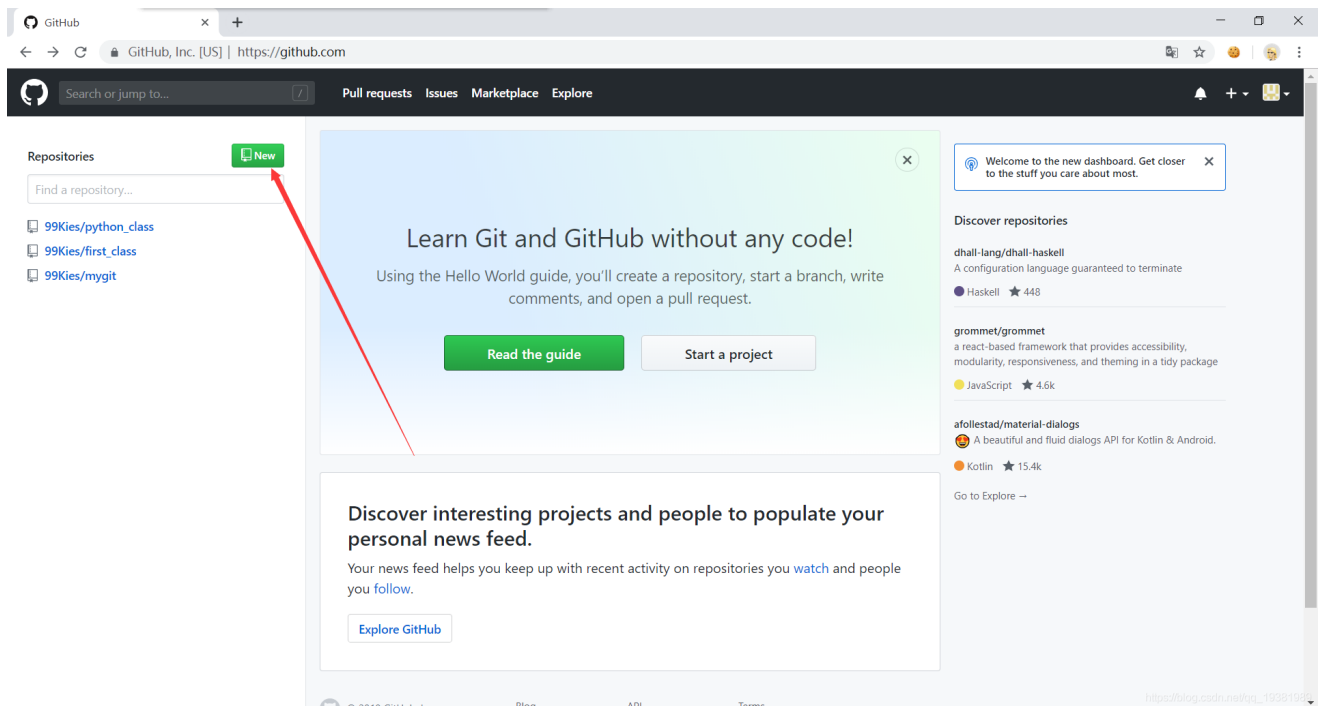 GitHub
GitHub, Inc. [US] | https://github.com
Search or jump to...
/
Pull requests Issues Marketplace Explore
Repositories
New
Find a repository...
99Kies/python_class
99Kies/first_class
99Kies/mygit
Learn Git and GitHub without any code!
Using the Hello World guide, you'll create a repository, start a branch, write
comments, and open a pull request.
Read the guide
Start a project
Discover interesting projects and people to populate your
personal news feed.
Your news feed helps you keep up with recent activity on repositories you watch and people
you follow.
Explore GitHub
Welcome to the new dashboard. Get closer
to the stuff you care about most.
Discover repositories
dhall-lang/dhall-haskell
A configuration language guaranteed to terminate
Haskell 448
grommet/grommet
a react-based framework that provides accessibility,
modularity, responsiveness, and theming in a tidy package
JavaScript 4.6k
afollestad/material-dialogs
A beautiful and fluid dialogs API for Kotlin & Android.
Kotlin 15.4k
Go to Explore →
Blog
API
Terms